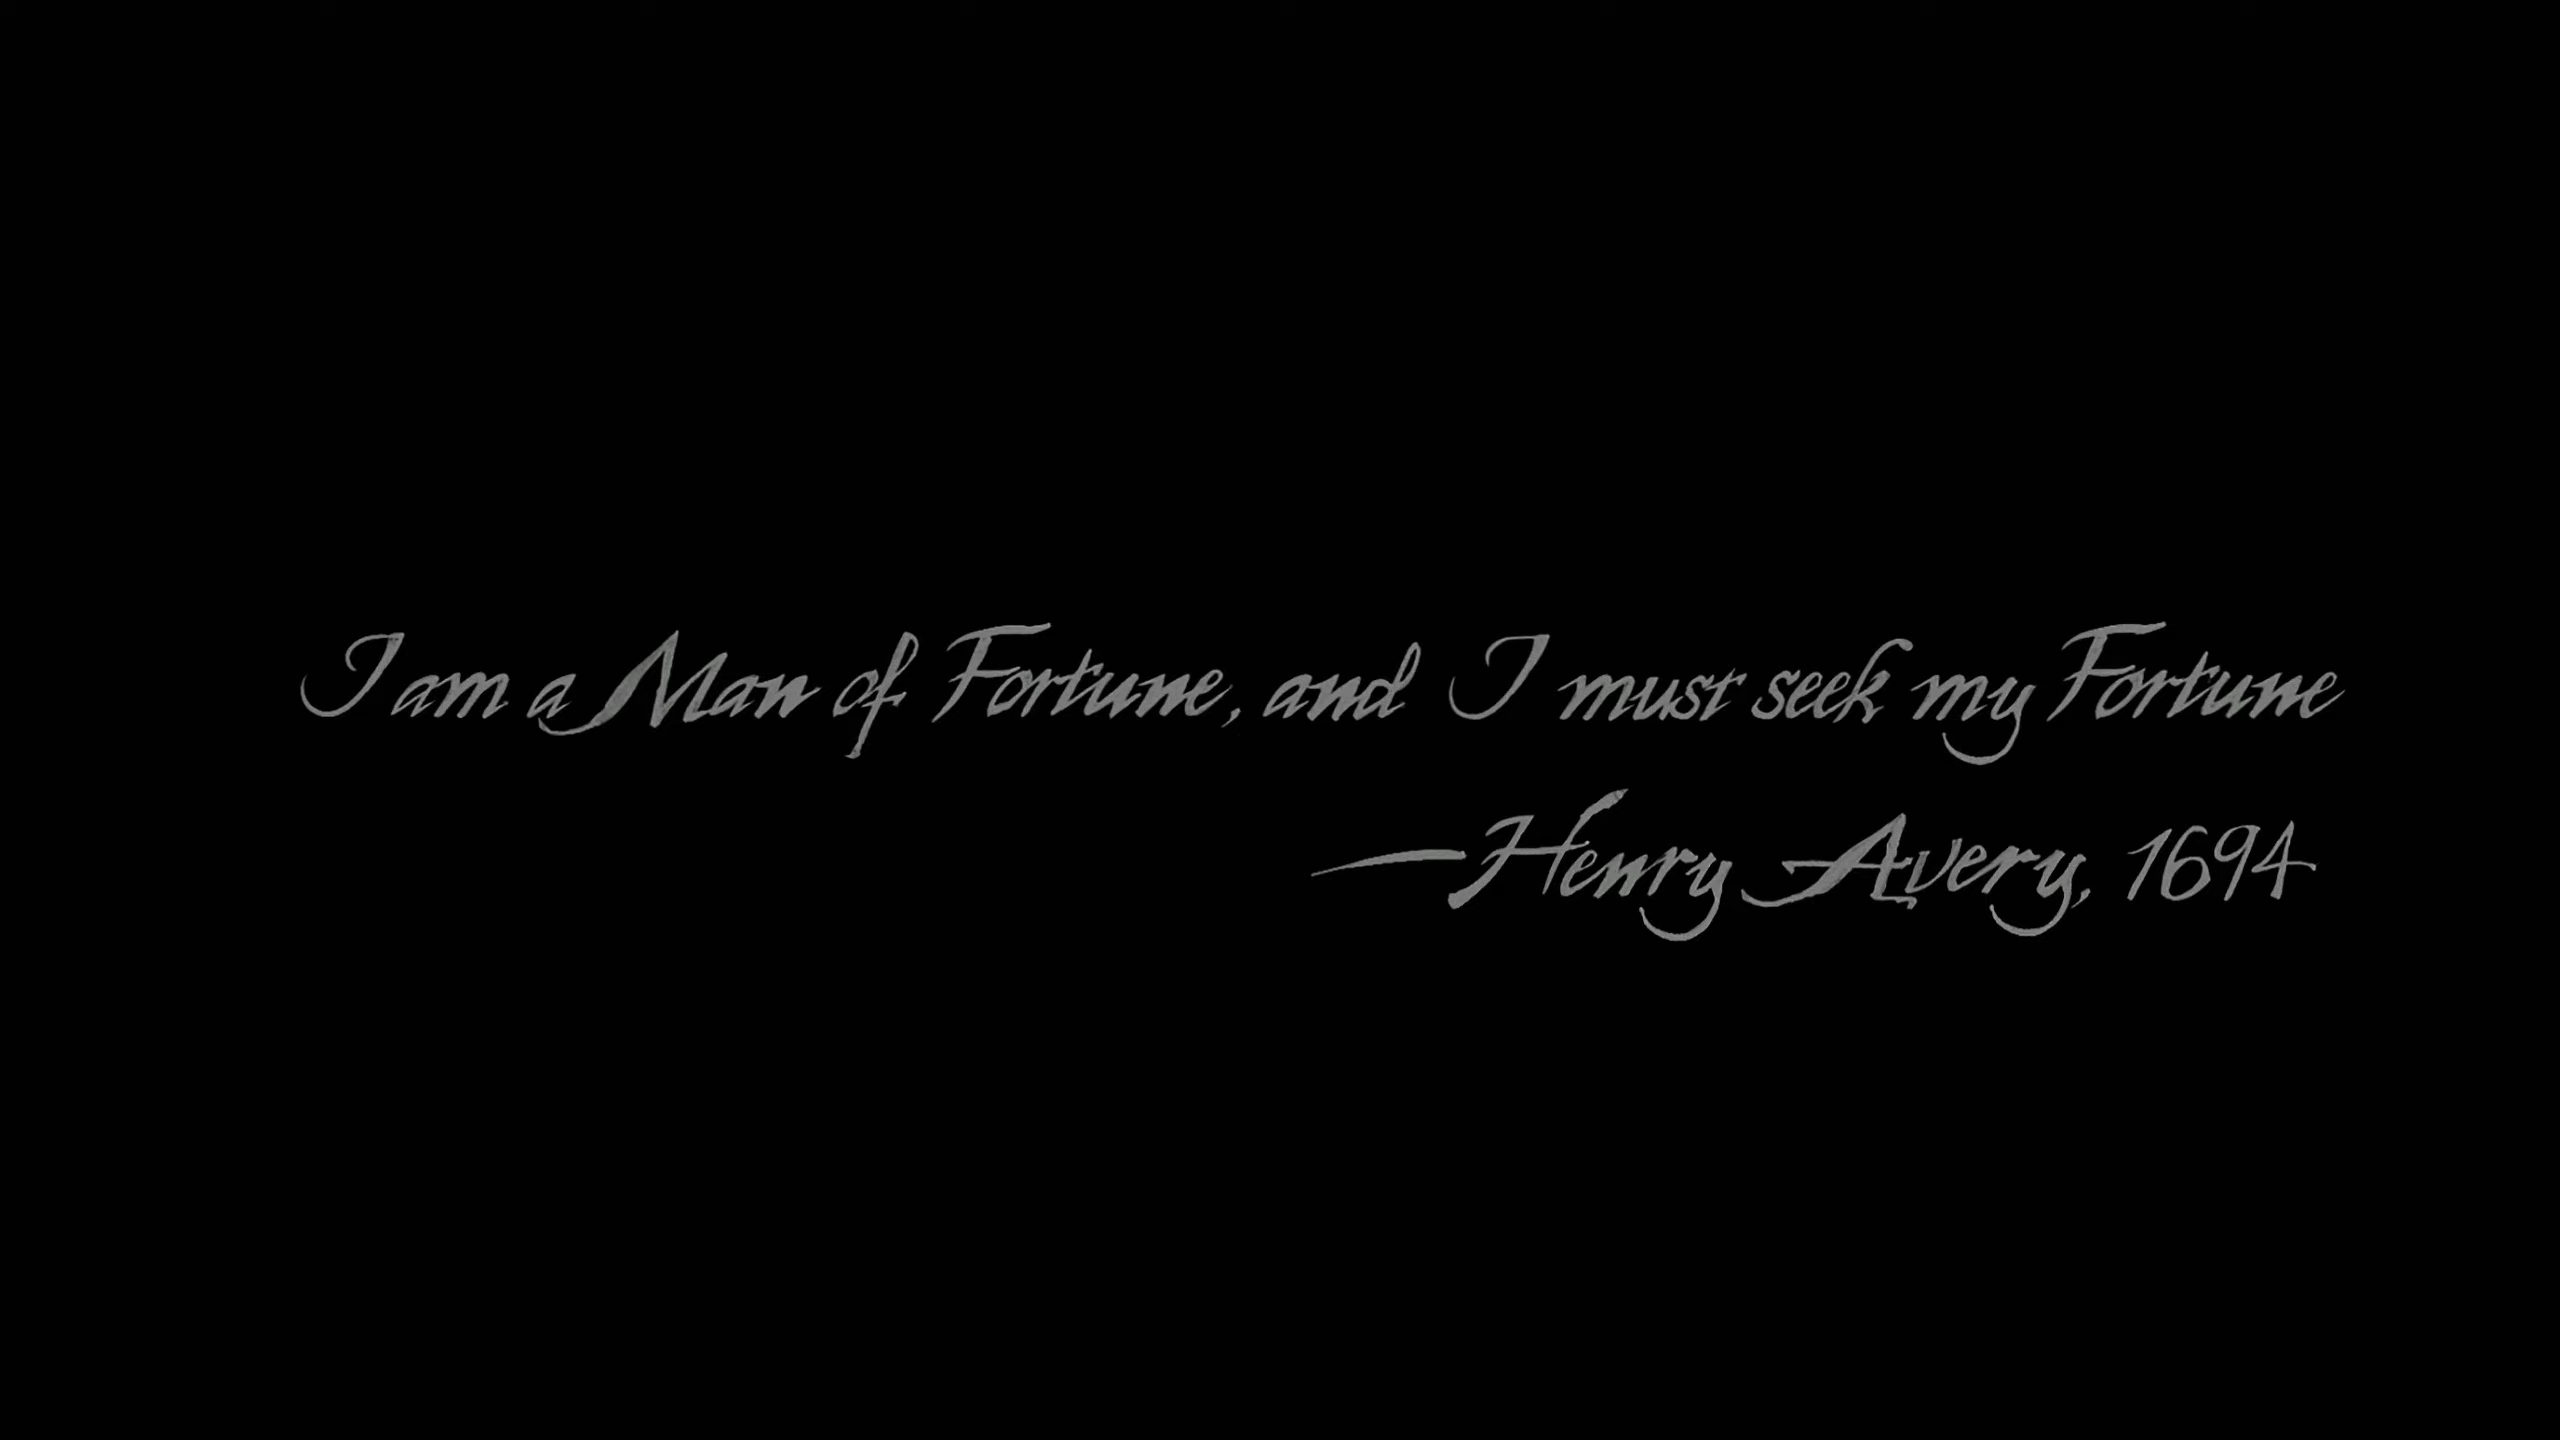 I am a Man of Fortune, and I must seek my Fortune
—Henry Avery, 1694